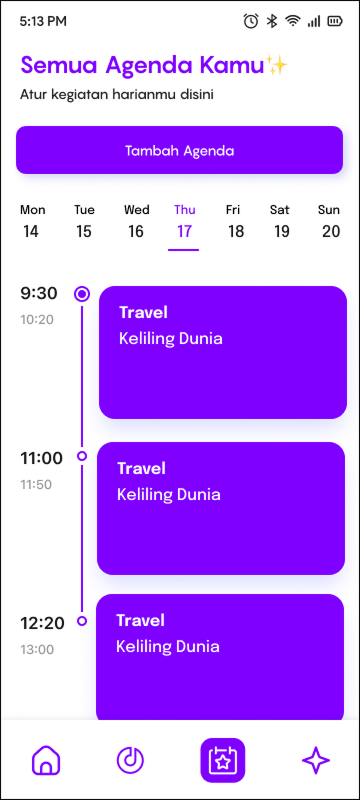 5:13 PM
Semua Agenda Kamu✨
Atur kegiatan harianmu disini
Tambah Agenda
Mon Tue Wed Thu Fri Sat Sun
14 15 16 17 18 19 20
9:30
10:20
Travel
Keliling Dunia
11:00
11:50
Travel
Keliling Dunia
12:20
13:00
Travel
Keliling Dunia